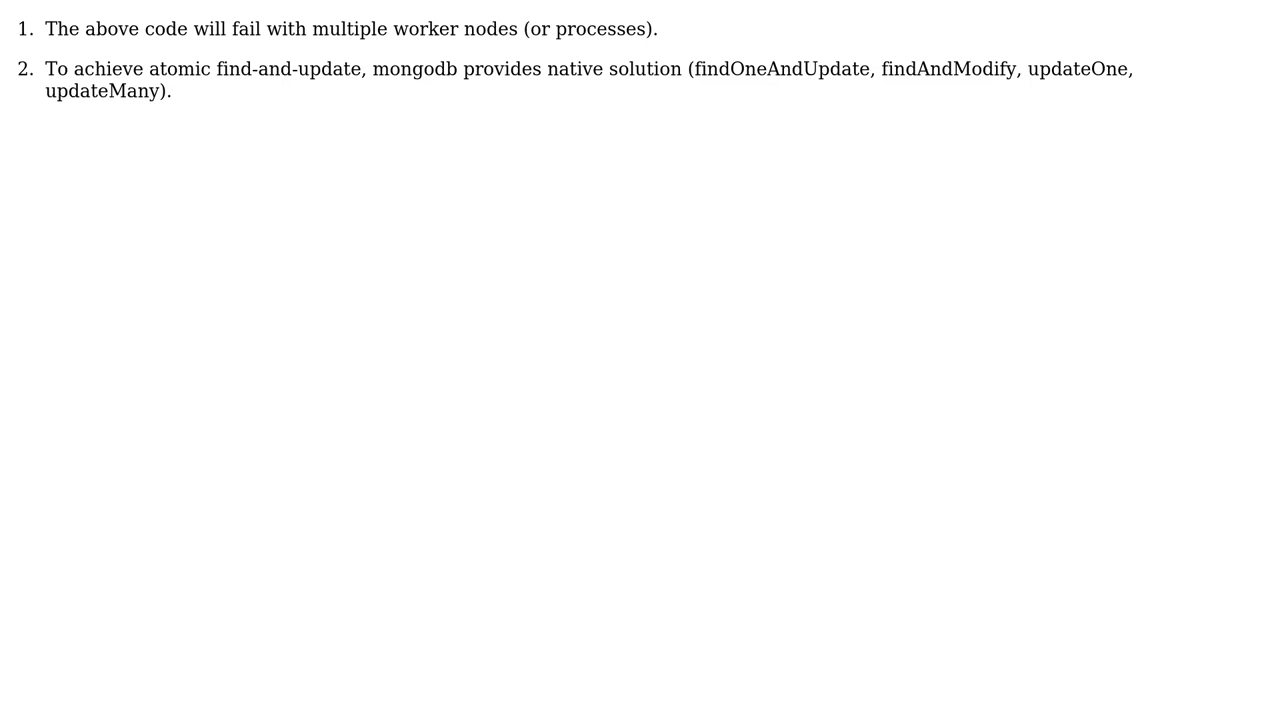 1. The above code will fail with multiple worker nodes (or processes).
2. To achieve atomic find-and-update, mongodb provides native solution (findOneAndUpdate, findAndModify, updateOne,
updateMany).